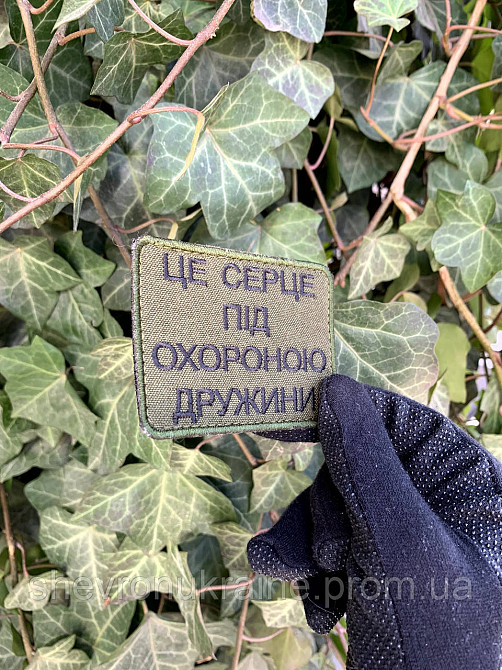 ЦЕ СЕРЦЕ
ПІД
ОХОРОНОЮ
ДРУЖИНИ
shevronukraine.prom.ua